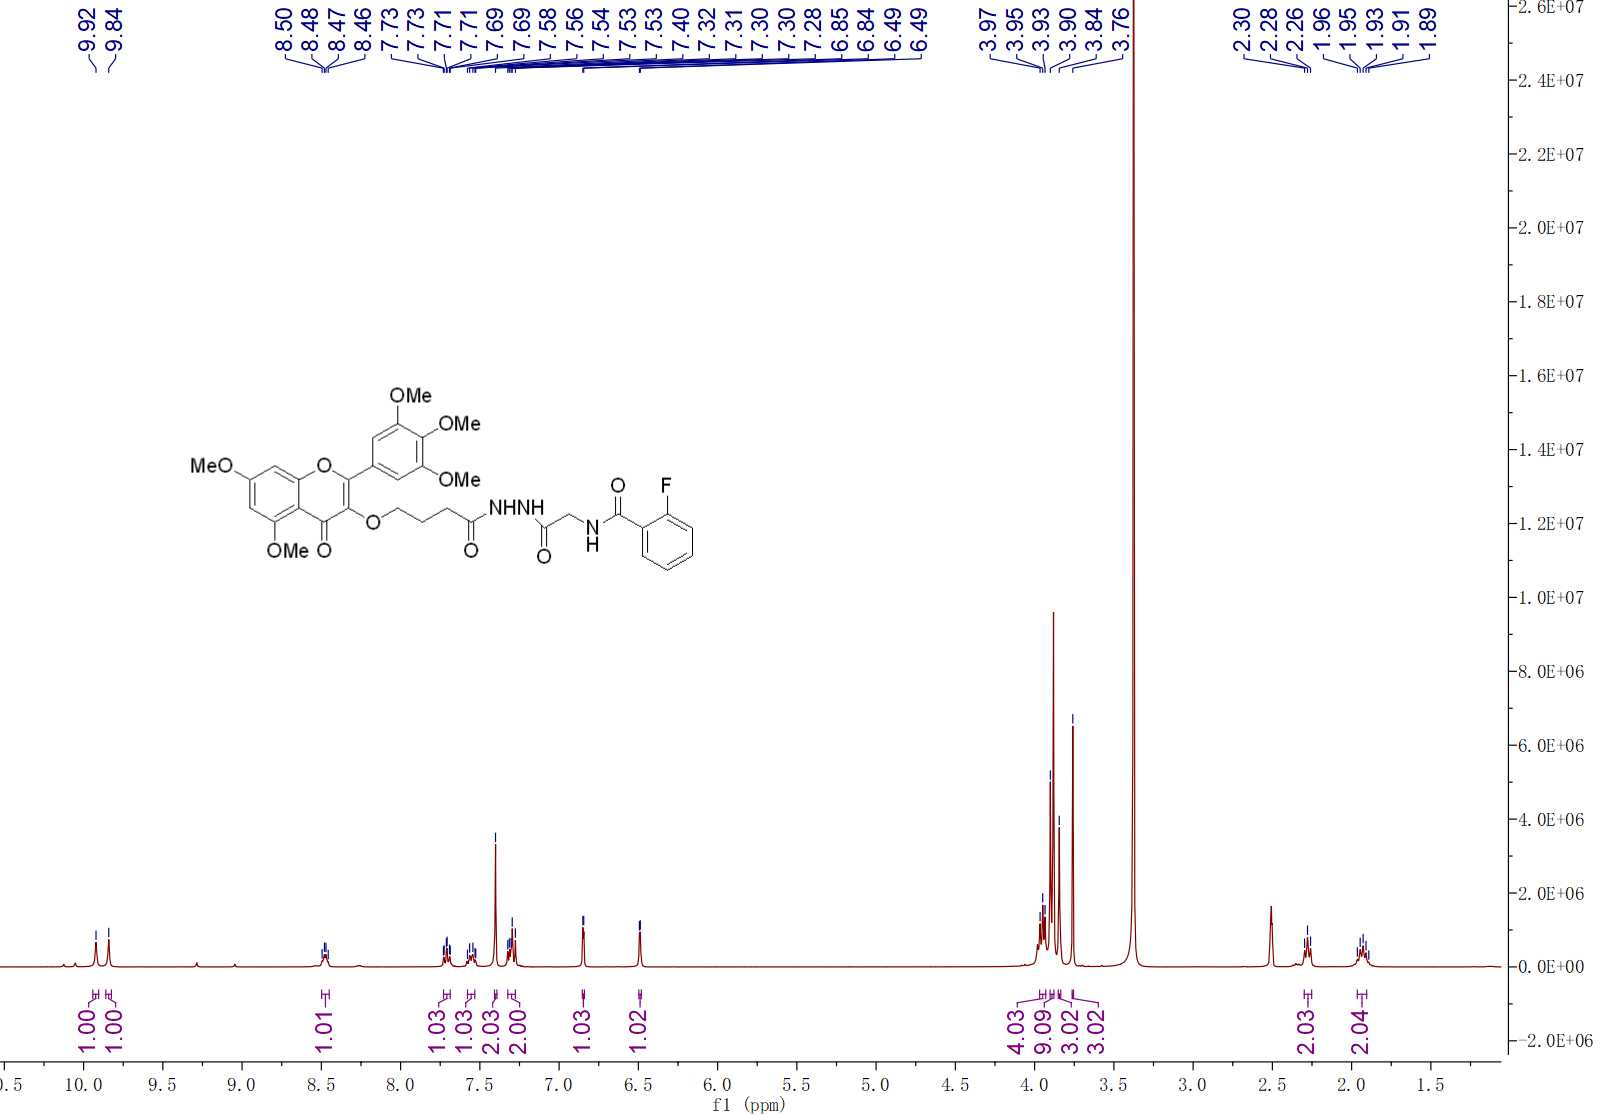 9.92
9.84
8.50
8.48
8.47
8.46
7.73
7.73
7.71
7.71
7.69
7.69
7.58
7.56
7.54
7.53
7.53
7.40
7.32
7.31
7.30
7.30
7.28
6.85
6.84
6.49
6.49
3.97
3.95
3.93
3.90
3.84
3.76
2.30
2.28
2.26
1.96
1.95
1.93
1.91
1.89
2.6E+07
2.4E+07
2.2E+07
2.0E+07
1.8E+07
1.6E+07
1.4E+07
1.2E+07
1.0E+07
8.0E+06
6.0E+06
4.0E+06
2.0E+06
0.0E+00
-2.0E+06
OMe
OMe
MeO
O
OMe
O
F
NHNH
O
N
H
OMe
O
O
O
1.00
1.00
1.01
1.03
1.03
2.03
2.00
1.03
1.02
4.03
9.09
3.02
3.02
2.03
2.04
0.5 10.0 9.5 9.0 8.5 8.0 7.5 7.0 6.5 6.0 5.5 5.0 4.5 4.0 3.5 3.0 2.5 2.0 1.5
f1 (ppm)